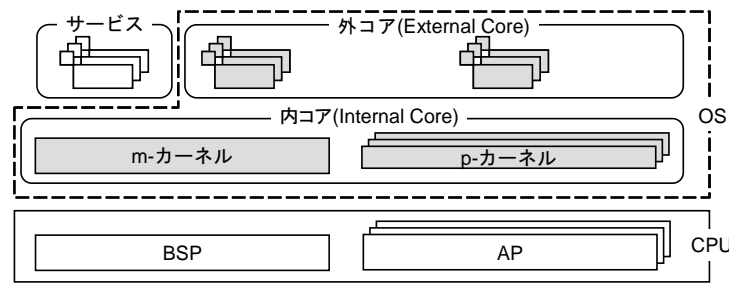 サービス
外コア(External Core)
内コア(Internal Core)
OS
m-カーネル
p-カーネル
BSP
AP
CPU